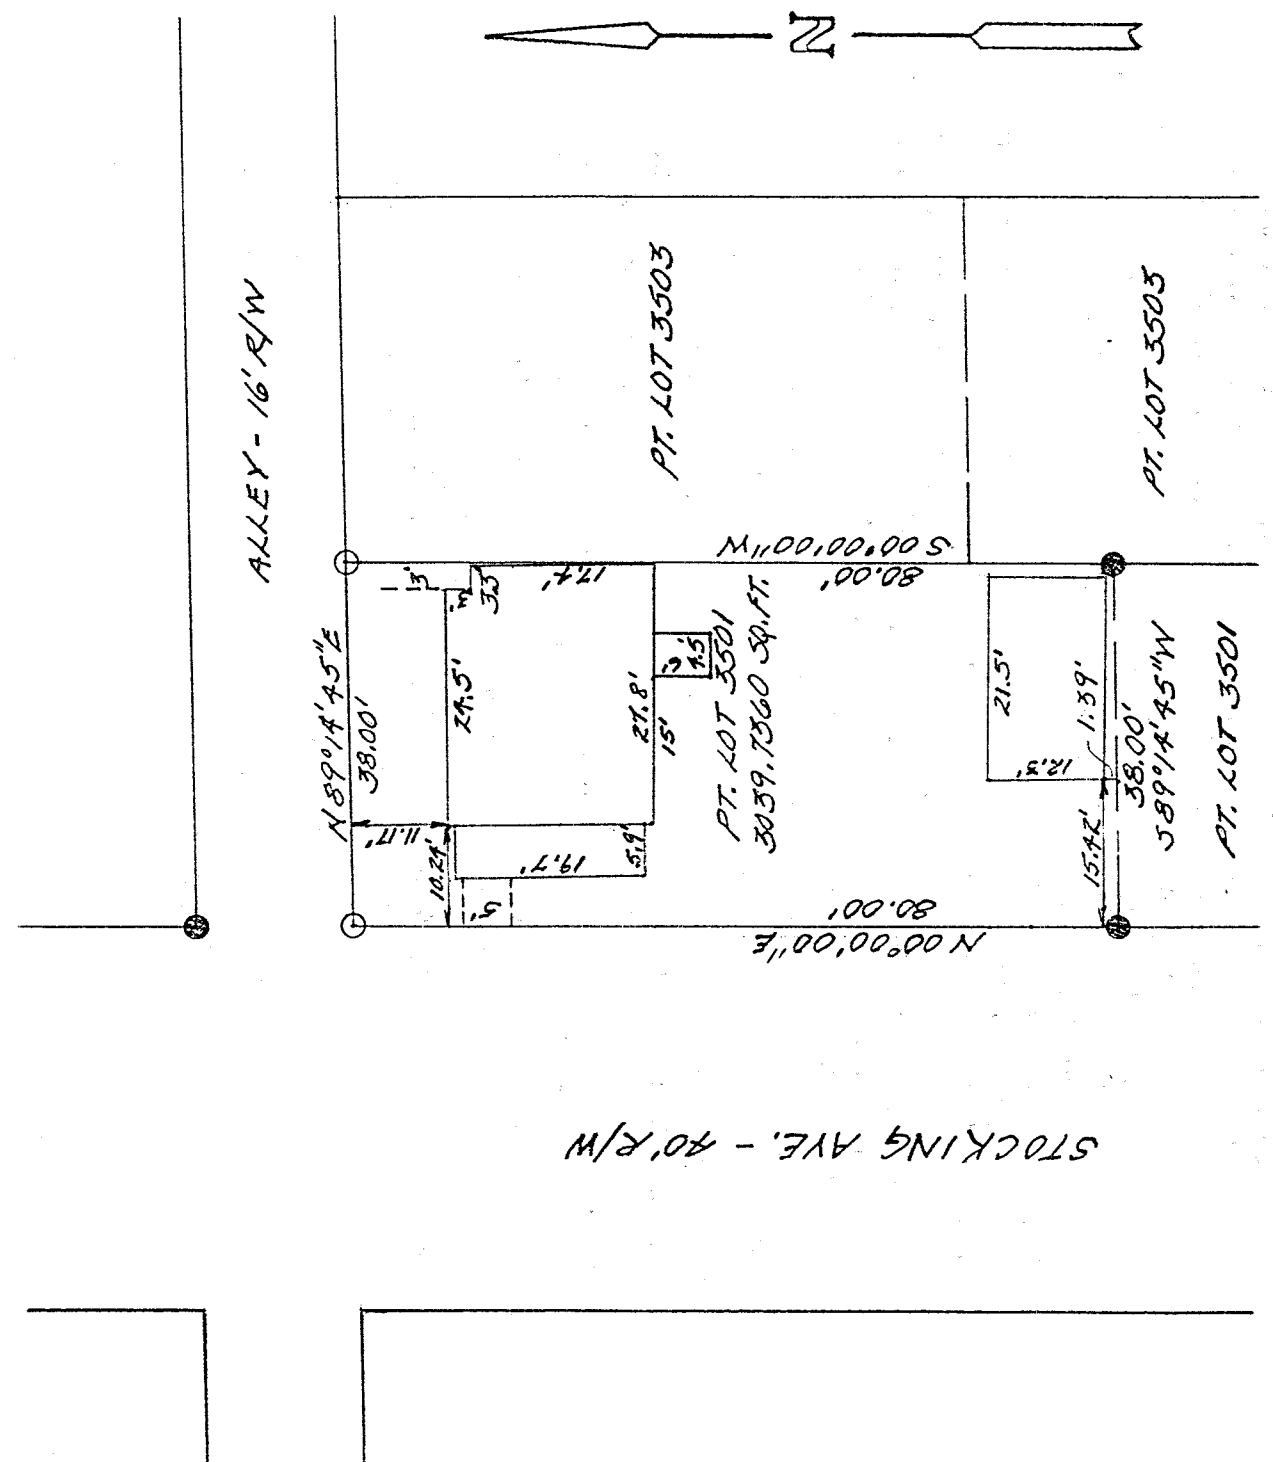 N
ALLEY - 16' R/W
N 89°14'45"E
38.00'
PT. LOT 3503
PT. LOT 3503
S 00°00'00"W
80.00'
3'
3'
3.3'
17.7'
24.5'
11.17'
10.24'
19.7'
5.9'
5'
27.8'
15'
3'
4.5'
PT. LOT 3501
3039.7360 SQ.FT.
21.5'
12.3'
1.39'
15.42'
38.00'
S 89°14'45"W
PT. LOT 3501
80.00'
N 00°00'00"E
STOCKING AVE. - 40' R/W